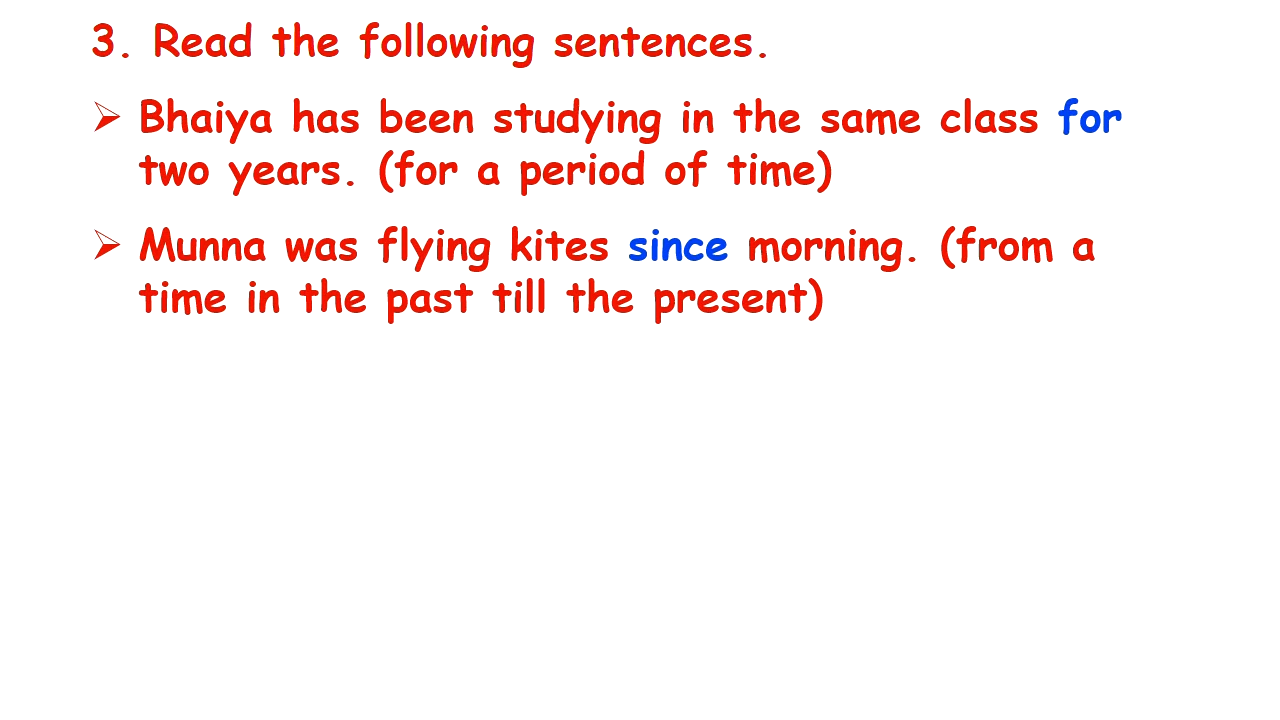 3. Read the following sentences.
➢ Bhaiya has been studying in the same class for
two years. (for a period of time)
➢ Munna was flying kites since morning. (from a
time in the past till the present)